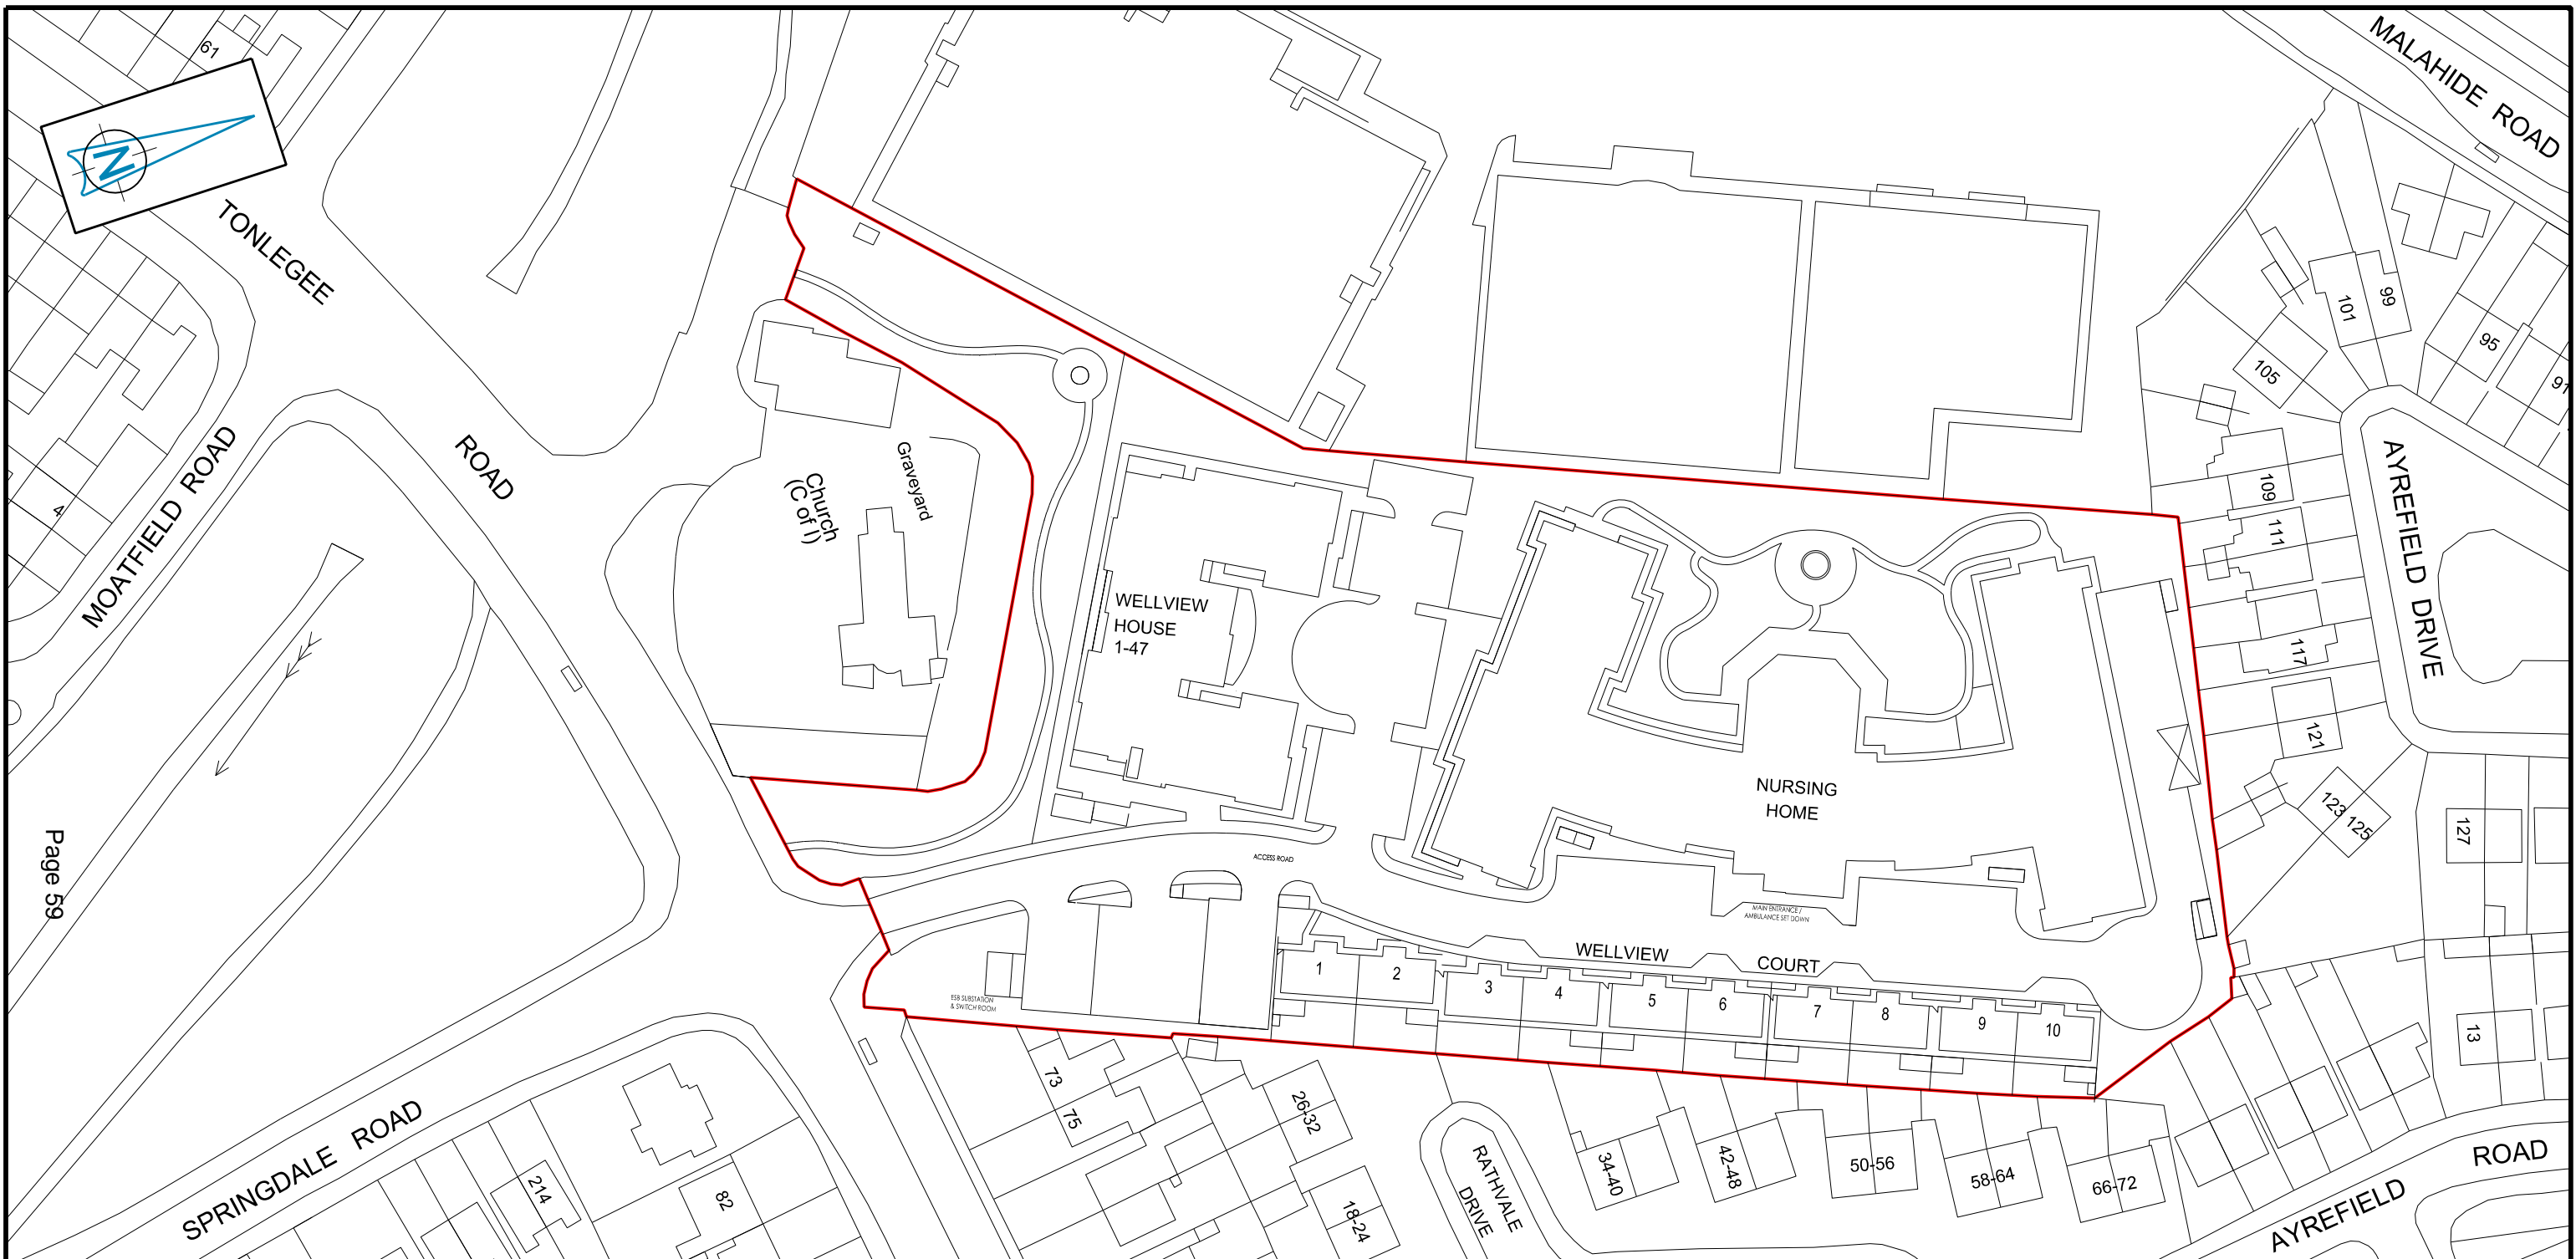 61
N
TONLEGEE
ROAD
MALAHIDE ROAD
MOATFIELD ROAD
4
Church
(C of I)
Graveyard
WELLVIEW
HOUSE
1-47
NURSING
HOME
99
101
95
91
105
109
111
117
121
123
125
127
13
AYREFIELD DRIVE
Page 59
ACCESS ROAD
MAIN ENTRANCE /
AMBULANCE SET DOWN
WELLVIEW COURT
1
2
3
4
5
6
7
8
9
10
ESB SUBSTATION
& SWITCH ROOM
SPRINGDALE ROAD
214
82
73
75
26-32
18-24
RATHVALE
DRIVE
34-40
42-48
50-56
58-64
66-72
AYREFIELD ROAD